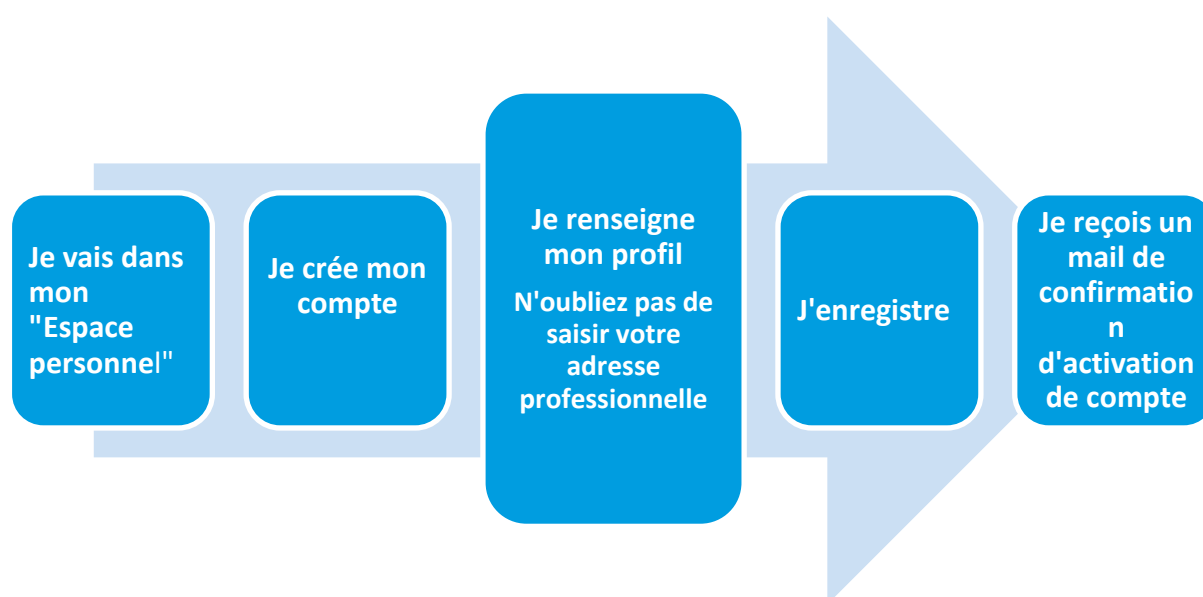 Je vais dans
mon
"Espace
personnel"
Je crée mon
compte
Je renseigne
mon profil
N'oubliez pas de
saisir votre
adresse
professionnelle
J'enregistre
Je reçois un
mail de
confirmatio
n
d'activation
de compte